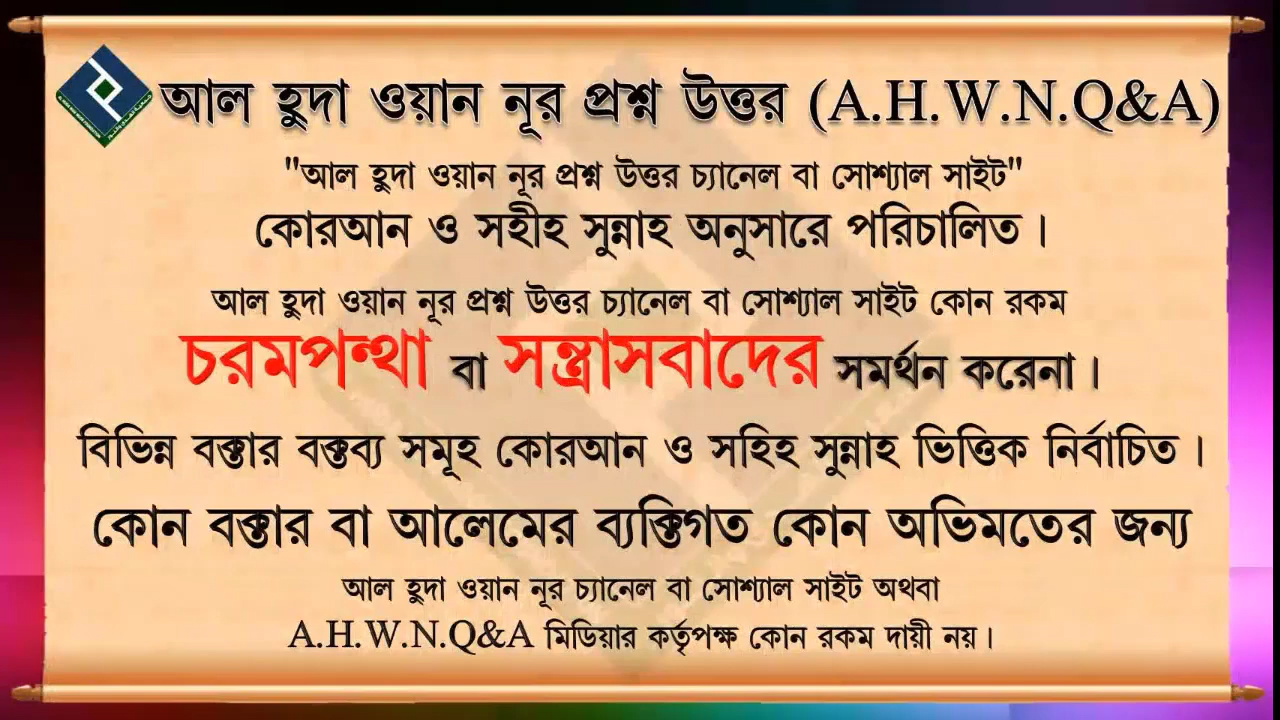 আল হুদা ওয়ান নূর প্রশ্ন উত্তর (A.H.W.N.Q&A)
"আল হুদা ওয়ান নূর প্রশ্ন উত্তর চ্যানেল বা সোশ্যাল সাইট"
কোরআন ও সহীহ সুন্নাহ অনুসারে পরিচালিত।
আল হুদা ওয়ান নূর প্রশ্ন উত্তর চ্যানেল বা সোশ্যাল সাইট কোন রকম
চরমপন্থা বা সন্ত্রাসবাদের সমর্থন করেনা।
বিভিন্ন বক্তার বক্তব্য সমূহ কোরআন ও সহিহ সুন্নাহ ভিত্তিক নির্বাচিত।
কোন বক্তার বা আলেমের ব্যক্তিগত কোন অভিমতের জন্য
আল হুদা ওয়ান নূর চ্যানেল বা সোশ্যাল সাইট অথবা
A.H.W.N.Q&A মিডিয়ার কর্তৃপক্ষ কোন রকম দায়ী নয়।